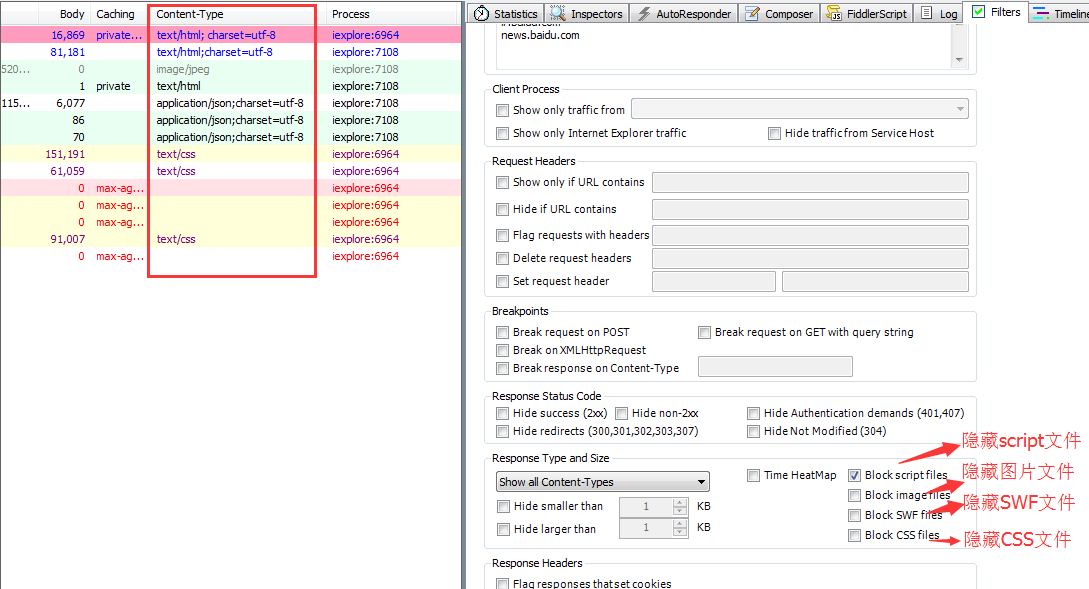 Body Caching Content-Type Process
16,869 private... text/html; charset=utf-8 iexplore:6964
81,181 text/html;charset=utf-8 iexplore:7108
520... 0 image/jpeg iexplore:7108
1 private text/html iexplore:7108
115... 6,077 application/json;charset=utf-8 iexplore:7108
86 application/json;charset=utf-8 iexplore:7108
70 application/json;charset=utf-8 iexplore:7108
151,191 text/css iexplore:6964
61,059 text/css iexplore:6964
0 max-ag... iexplore:6964
0 max-ag... iexplore:6964
0 max-ag... iexplore:6964
91,007 text/css iexplore:6964
0 max-ag... iexplore:6964
Statistics Inspectors AutoResponder Composer FiddlerScript Log Filters Timeline
news.baidu.com
Client Process
Show only traffic from
Show only Internet Explorer traffic Hide traffic from Service Host
Request Headers
Show only if URL contains
Hide if URL contains
Flag requests with headers
Delete request headers
Set request header
Breakpoints
Break request on POST Break request on GET with query string
Break on XMLHttpRequest
Break response on Content-Type
Response Status Code
Hide success (2xx) Hide non-2xx Hide Authentication demands (401,407)
Hide redirects (300,301,302,303,307) Hide Not Modified (304)
隐藏script文件
Response Type and Size
Show all Content-Types Time HeatMap Block script files
隐藏图片文件
Hide smaller than 1 KB Block image files
隐藏SWF文件
Hide larger than 1 KB Block SWF files
Block CSS files 隐藏CSS文件
Response Headers
Flag responses that set cookies